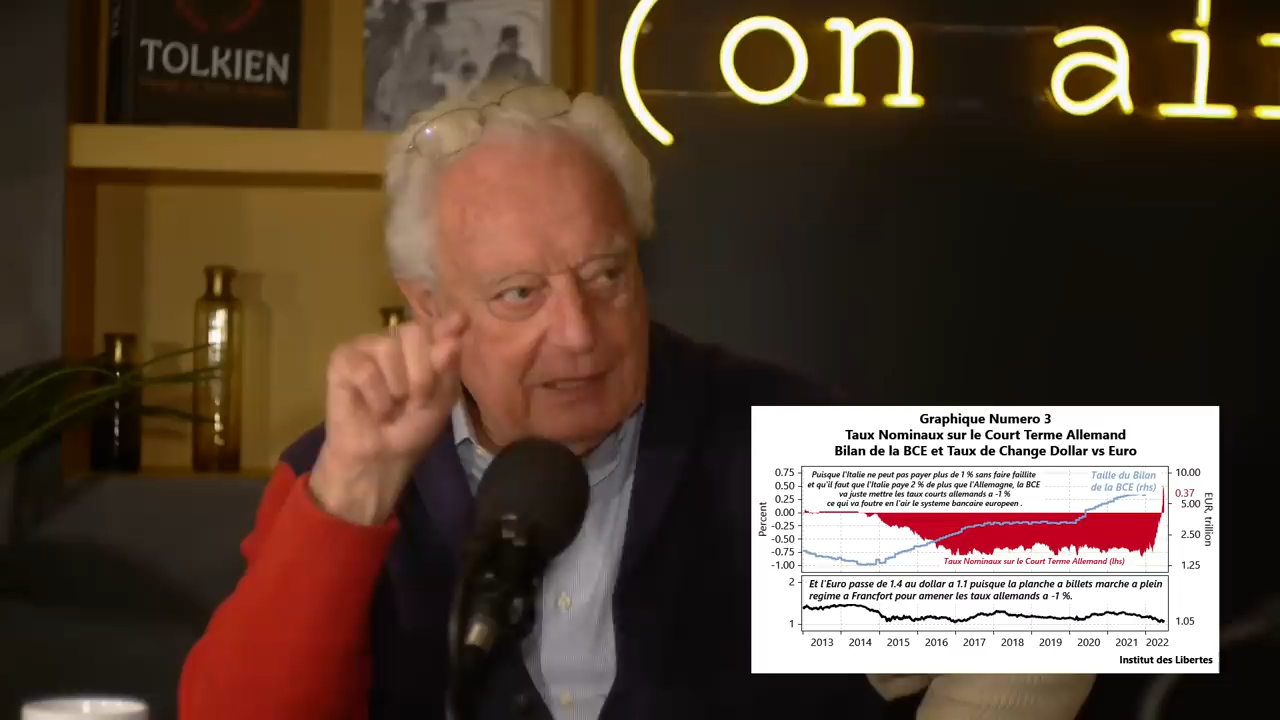 TOLKIEN
(on air
Graphique Numero 3
Taux Nominaux sur le Court Terme Allemand
Bilan de la BCE et Taux de Change Dollar vs Euro
Puisque l'Italie ne peut pas payer plus de 1 % sans faire faillite
et qu'il faut que l'Italie paye 2 % de plus que l'Allemagne, la BCE
va juste mettre les taux courts allemands a -1 %
ce qui va foutre en l'air le systeme bancaire europeen .
Taille du Bilan
de la BCE (rhs)
0.75
0.50
0.25
0.00
-0.25
-0.50
-0.75
-1.00
Percent
10.00
0.37
5.00
2.50
1.25
EUR, trillion
Taux Nominaux sur le Court Terme Allemand (lhs)
Et l'Euro passe de 1.4 au dollar a 1.1 puisque la planche a billets marche a plein
regime a Francfort pour amener les taux allemands a -1 %.
2
1
1.05
2013 2014 2015 2016 2017 2018 2019 2020 2021 2022
Institut des Libertes